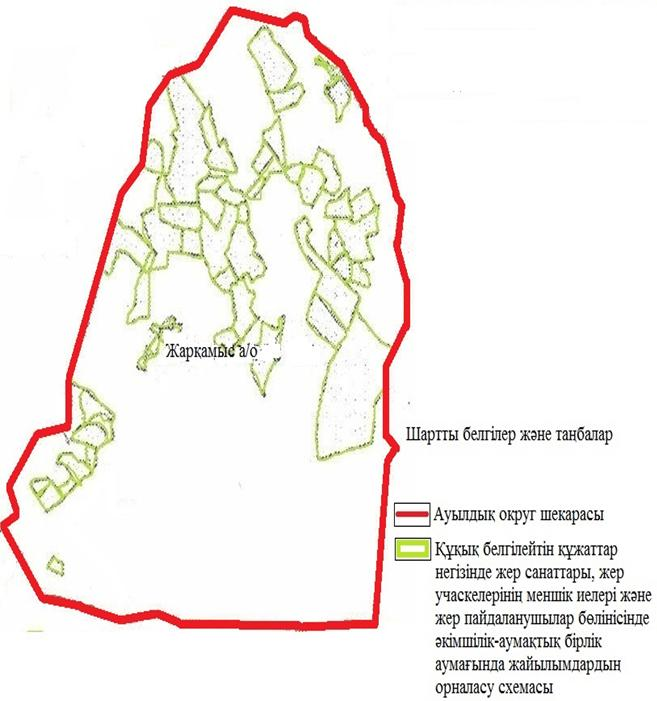 Жарқамыс а/о
Шартты белгілер және таңбалар
Ауылдық округ шекарасы
Құқық белгілейтін құжаттар
негізінде жер санаттары, жер
учаскелерінің меншік иелері және
жер пайдаланушылар бөлінісінде
әкімшілік-аумақтық бірлік
аумағында жайылымдардың
орналасу схемасы